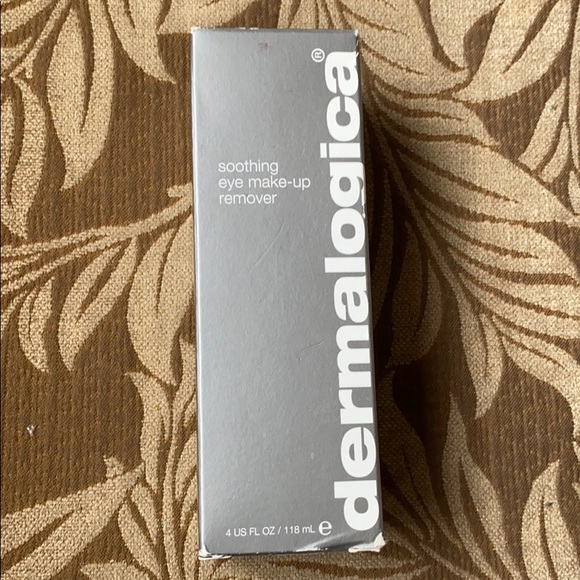 soothing
eye make-up
remover
dermalogica®
4 US FL OZ / 118 mL ℮